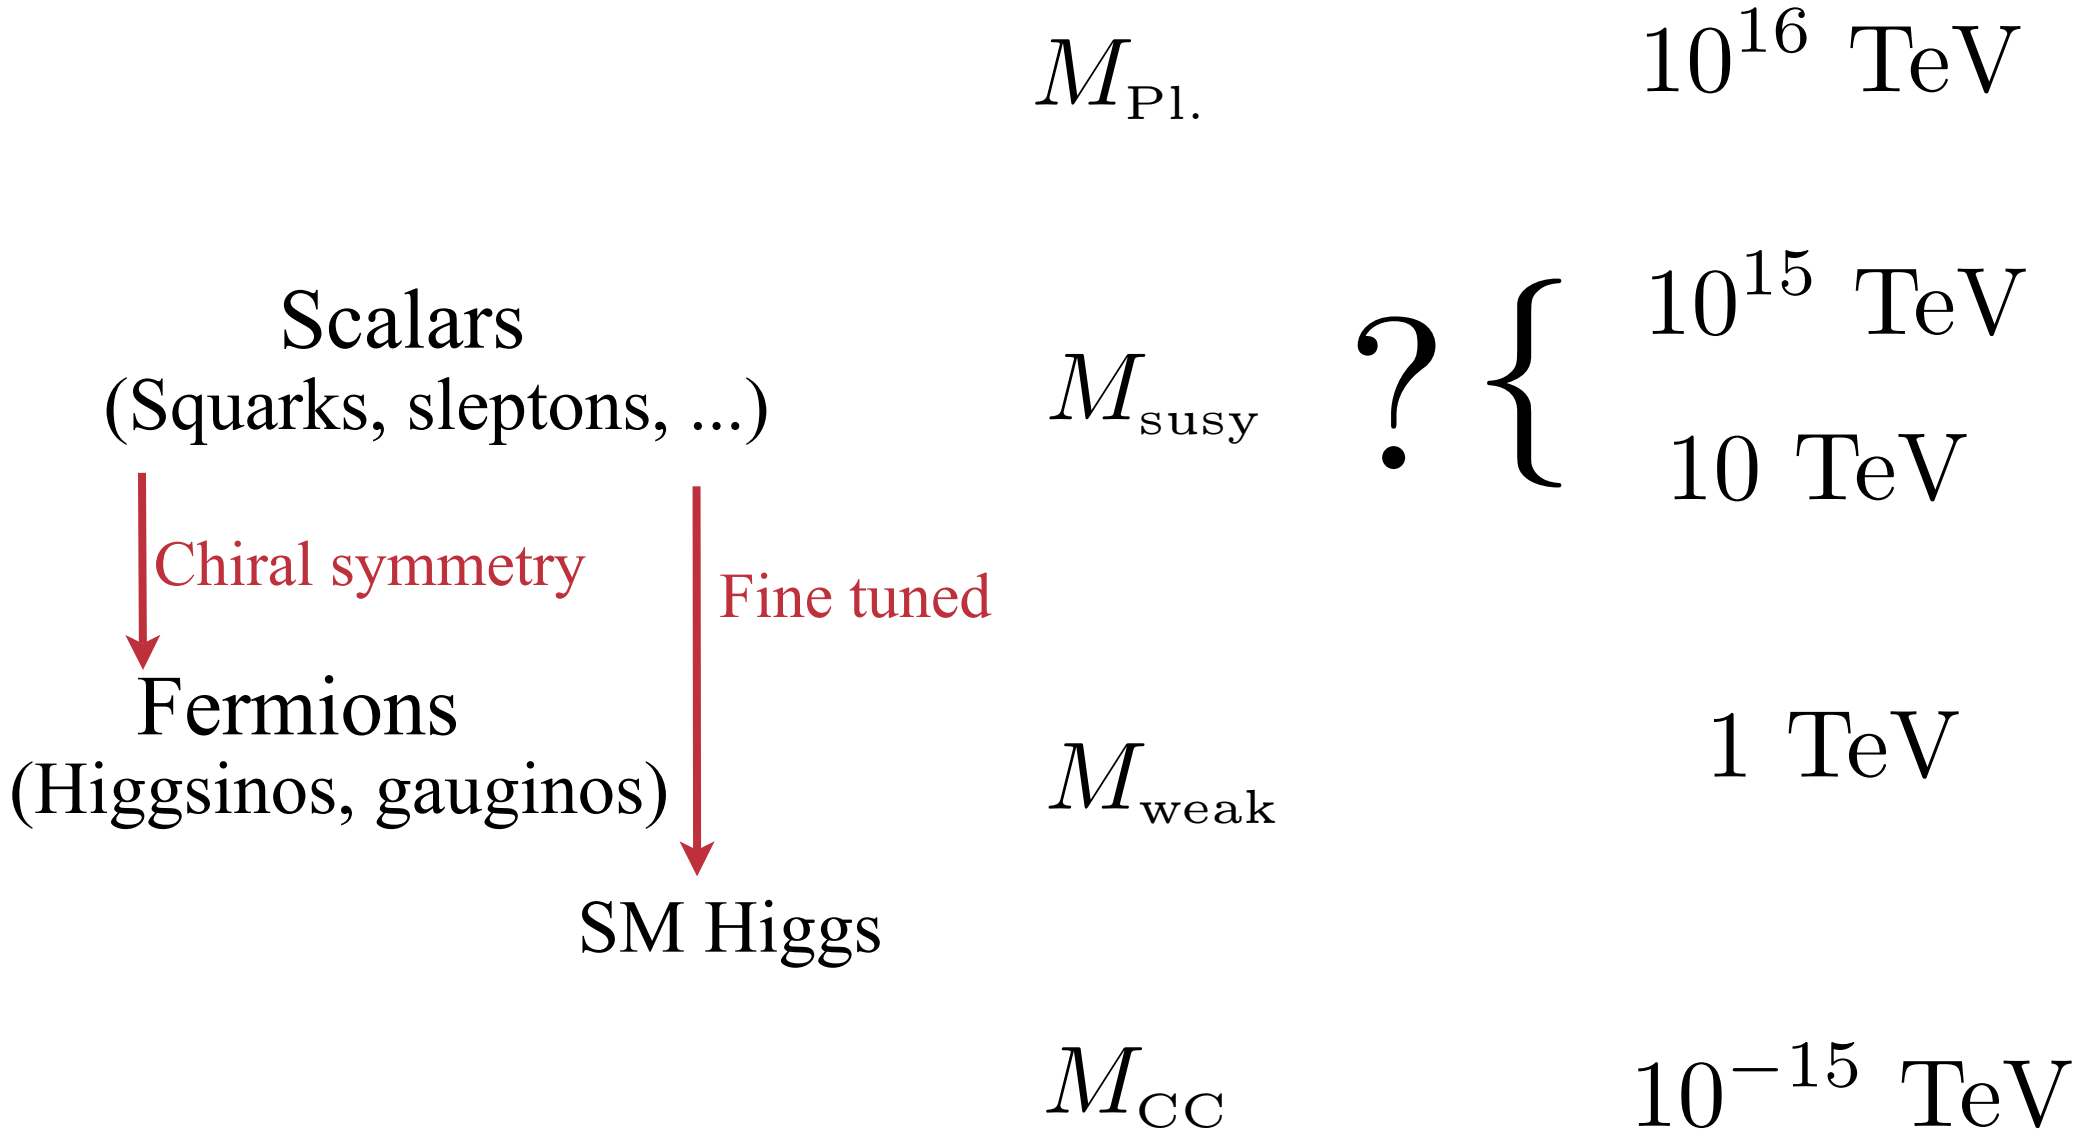 M_Pl. 10^16 TeV
Scalars
(Squarks, sleptons, ...)
M_susy ? { 10^15 TeV
10 TeV
Chiral symmetry
Fine tuned
Fermions
(Higgsinos, gauginos)
M_weak 1 TeV
SM Higgs
M_CC 10^−15 TeV